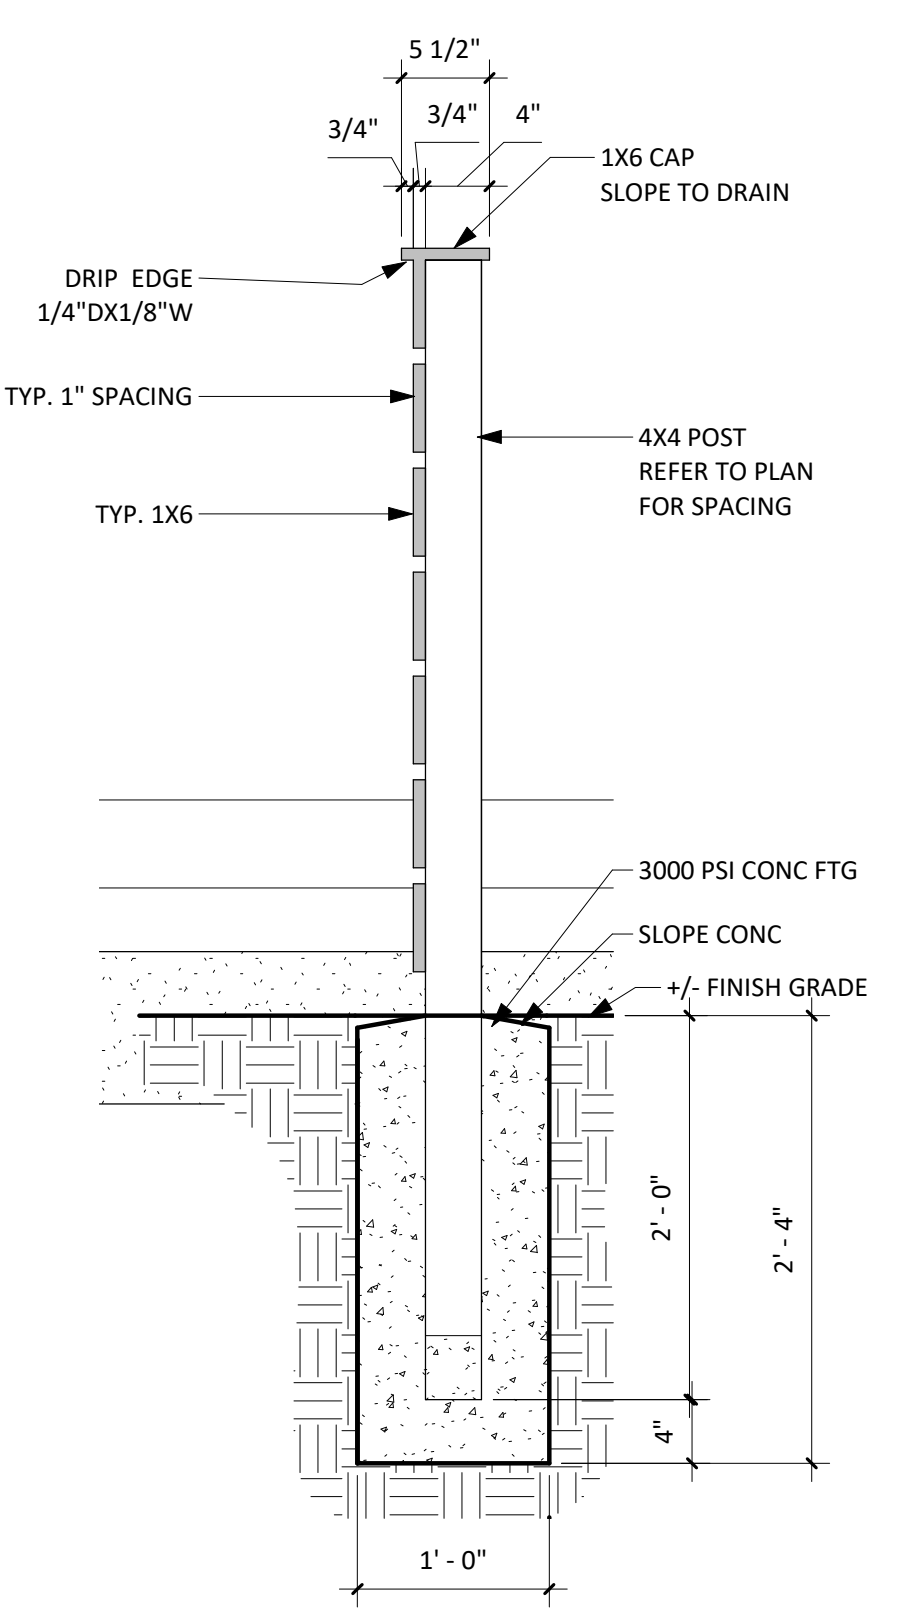 5 1/2"
3/4"
3/4"
4"
1X6 CAP
SLOPE TO DRAIN
DRIP EDGE
1/4"DX1/8"W
TYP. 1" SPACING
4X4 POST
REFER TO PLAN
FOR SPACING
TYP. 1X6
3000 PSI CONC FTG
SLOPE CONC
+/- FINISH GRADE
2' - 0"
2' - 4"
4"
1' - 0"